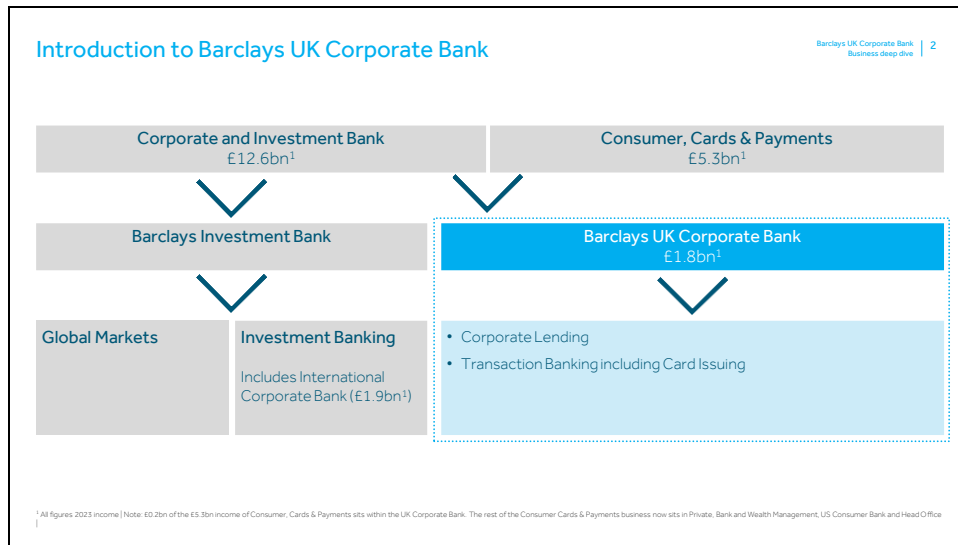 Introduction to Barclays UK Corporate Bank
Barclays UK Corporate Bank
Business deep dive
2
Corporate and Investment Bank
£12.6bn¹
Consumer, Cards & Payments
£5.3bn¹
Barclays Investment Bank
Barclays UK Corporate Bank
£1.8bn¹
Global Markets
Investment Banking
Includes International
Corporate Bank (£1.9bn¹)
• Corporate Lending
• Transaction Banking including Card Issuing
¹ All figures 2023 income | Note: £0.2bn of the £5.3bn income of Consumer, Cards & Payments sits within the UK Corporate Bank. The rest of the Consumer Cards & Payments business now sits in Private, Bank and Wealth Management, US Consumer Bank and Head Office
|